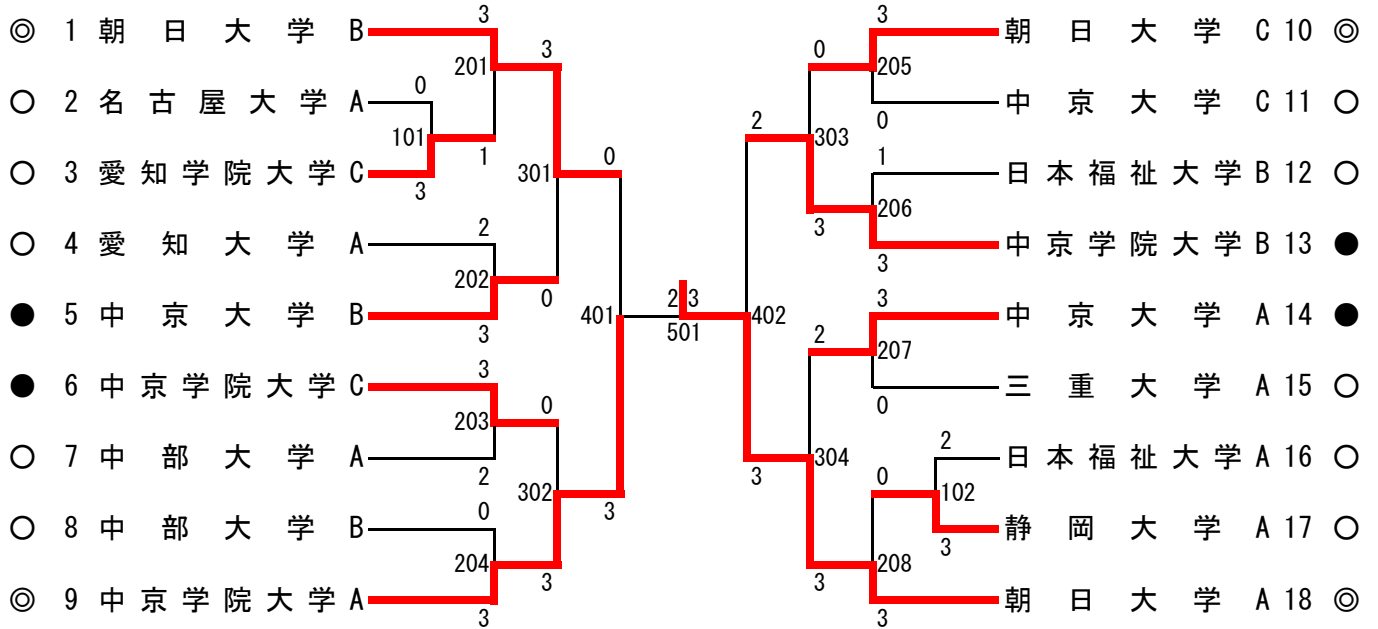 ◎ 1 朝日大学 B 3 3 朝日大学 C 10 ◎
3 0
201 205
○ 2 名古屋大学 A 0 2 中京大学 C 11 ○
101 303 0
1 1
○ 3 愛知学院大学 C 3 301 0 日本福祉大学 B 12 ○
206
3
○ 4 愛知大学 A 2 3 中京学院大学 B 13 ●
202 0 2 3 3
● 5 中京大学 B 3 401 501 402 中京大学 A 14 ●
2 207
● 6 中京学院大学 C 3 0 三重大学 A 15 ○
0
203 2
○ 7 中部大学 A 2 3 304 日本福祉大学 A 16 ○
0
302 102
○ 8 中部大学 B 0 3 3 静岡大学 A 17 ○
204 208
3 3
◎ 9 中京学院大学 A 3 3 朝日大学 A 18 ◎